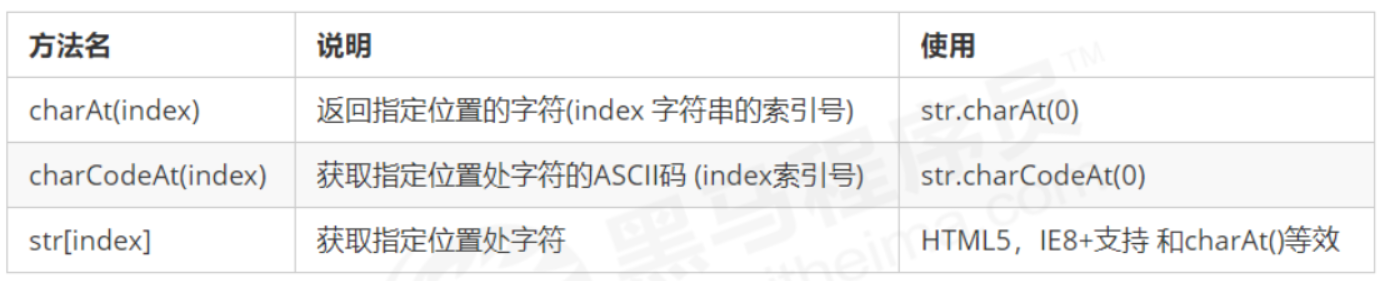 方法名 说明 使用
charAt(index) 返回指定位置的字符(index 字符串的索引号) str.charAt(0)
charCodeAt(index) 获取指定位置处字符的ASCII码 (index索引号) str.charCodeAt(0)
str[index] 获取指定位置处字符 HTML5，IE8+支持 和charAt()等效
黑马程序员™
itheima.com